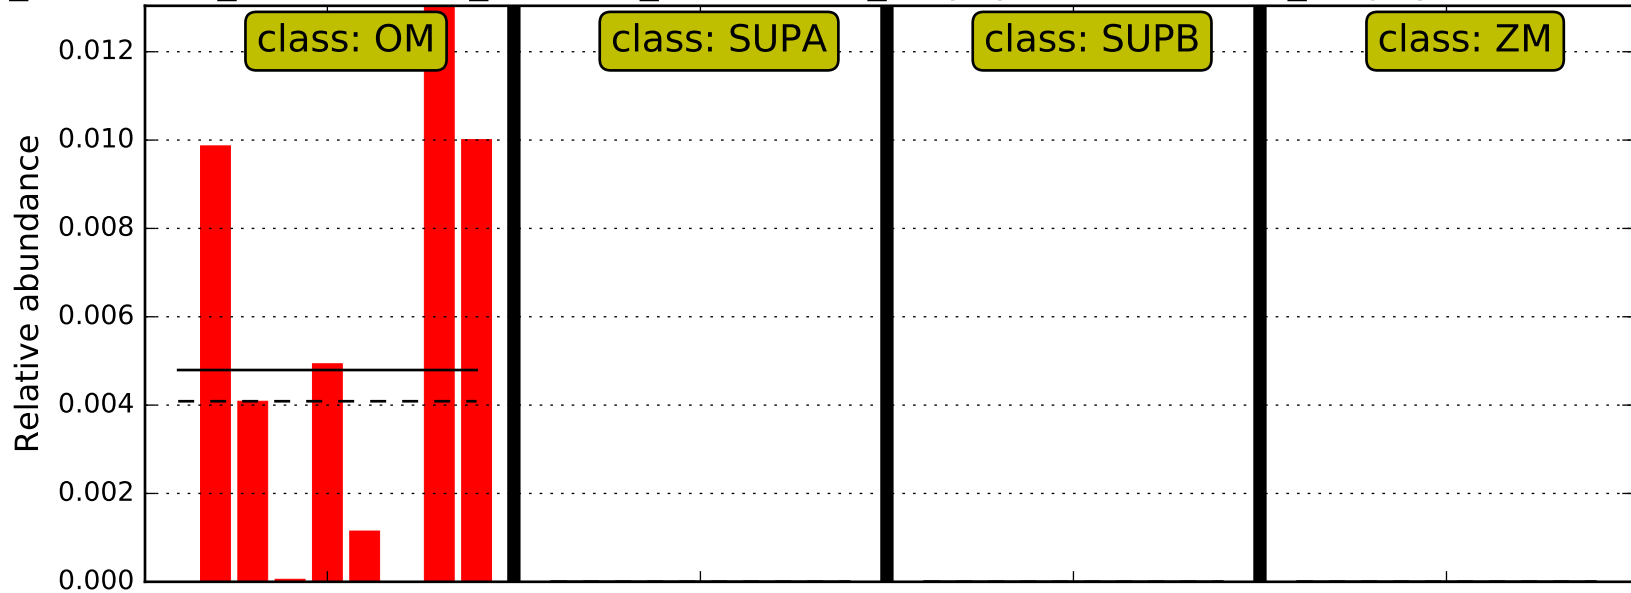 class: OM
class: SUPA
class: SUPB
class: ZM
Relative abundance
0.012
0.010
0.008
0.006
0.004
0.002
0.000